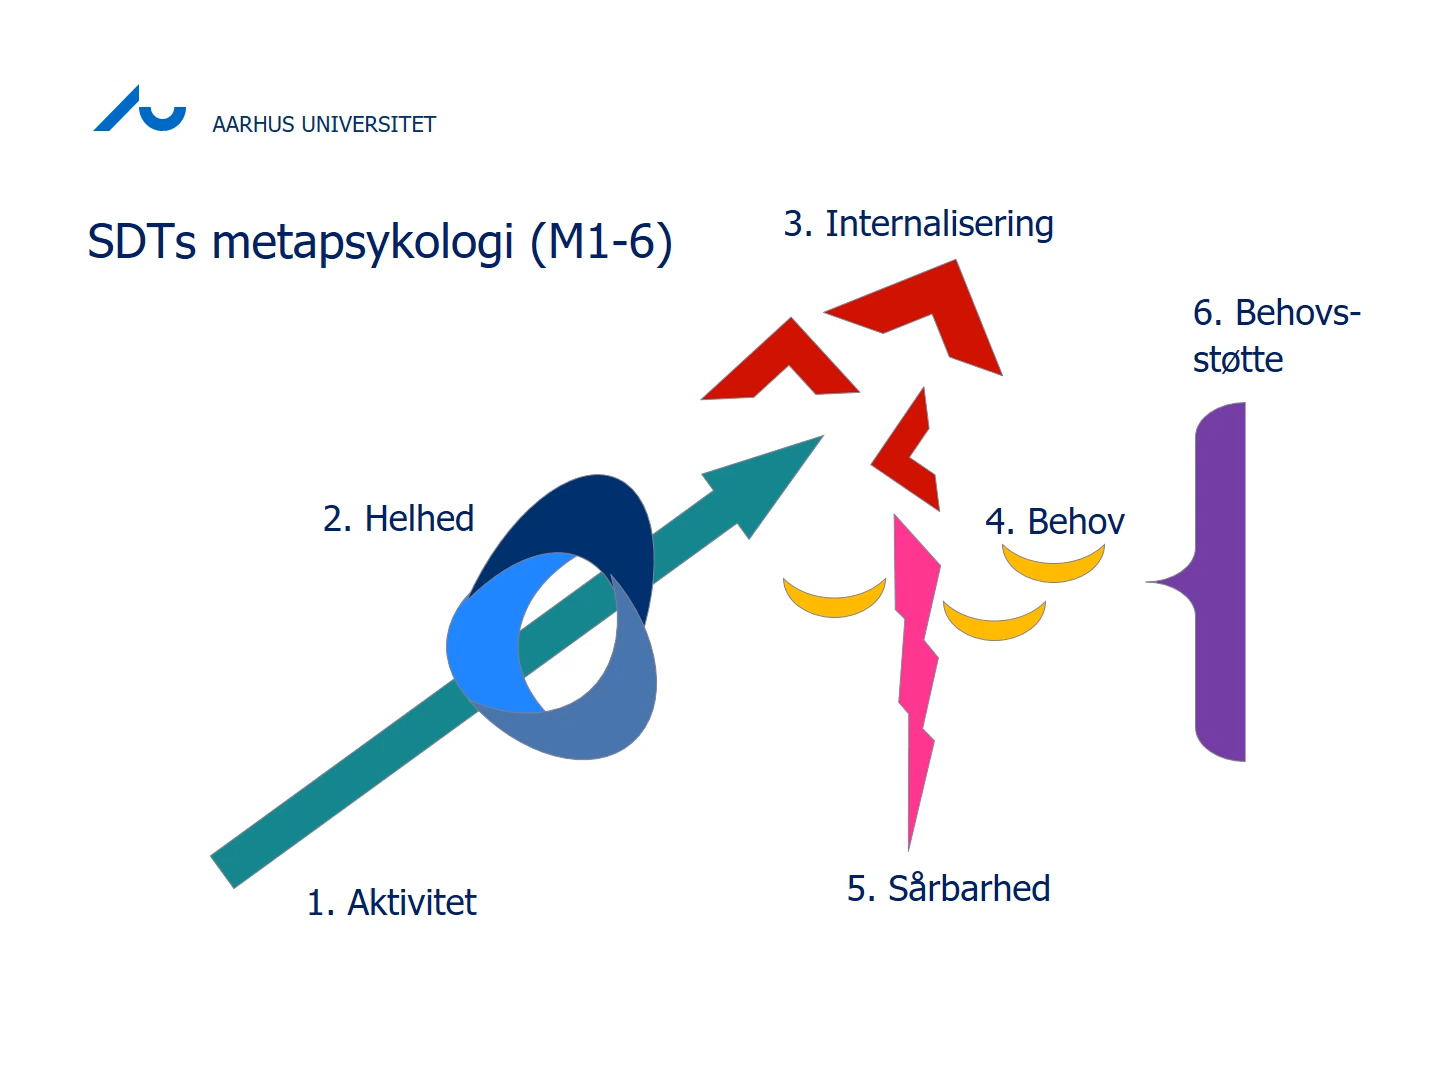 AARHUS UNIVERSITET
SDTs metapsykologi (M1-6)
3. Internalisering
6. Behovs-
støtte
2. Helhed
4. Behov
5. Sårbarhed
1. Aktivitet